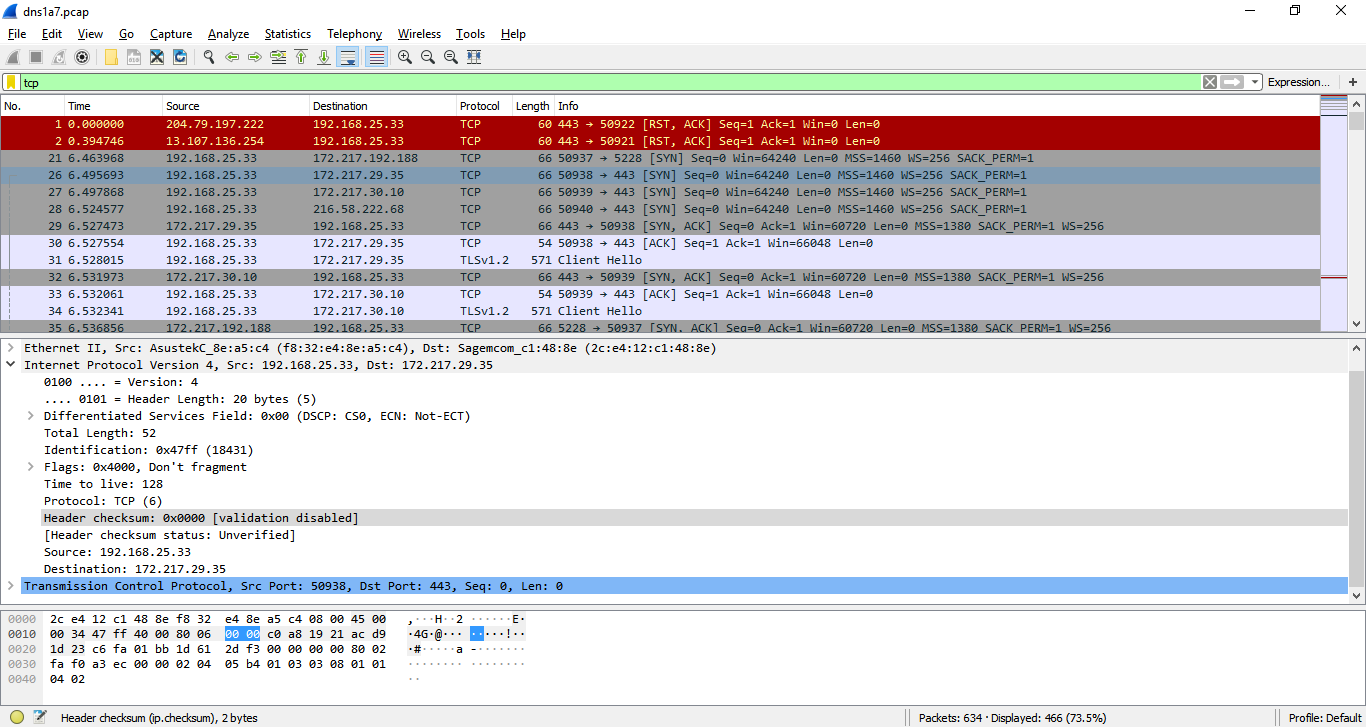 dns1a7.pcap
File Edit View Go Capture Analyze Statistics Telephony Wireless Tools Help
tcp Expression... +
No. Time Source Destination Protocol Length Info
1 0.000000 204.79.197.222 192.168.25.33 TCP 60 443 → 50922 [RST, ACK] Seq=1 Ack=1 Win=0 Len=0
2 0.394746 13.107.136.254 192.168.25.33 TCP 60 443 → 50921 [RST, ACK] Seq=1 Ack=1 Win=0 Len=0
21 6.463968 192.168.25.33 172.217.192.188 TCP 66 50937 → 5228 [SYN] Seq=0 Win=64240 Len=0 MSS=1460 WS=256 SACK_PERM=1
26 6.495693 192.168.25.33 172.217.29.35 TCP 66 50938 → 443 [SYN] Seq=0 Win=64240 Len=0 MSS=1460 WS=256 SACK_PERM=1
27 6.497868 192.168.25.33 172.217.30.10 TCP 66 50939 → 443 [SYN] Seq=0 Win=64240 Len=0 MSS=1460 WS=256 SACK_PERM=1
28 6.524577 192.168.25.33 216.58.222.68 TCP 66 50940 → 443 [SYN] Seq=0 Win=64240 Len=0 MSS=1460 WS=256 SACK_PERM=1
29 6.527473 172.217.29.35 192.168.25.33 TCP 66 443 → 50938 [SYN, ACK] Seq=0 Ack=1 Win=60720 Len=0 MSS=1380 SACK_PERM=1 WS=256
30 6.527554 192.168.25.33 172.217.29.35 TCP 54 50938 → 443 [ACK] Seq=1 Ack=1 Win=66048 Len=0
31 6.528015 192.168.25.33 172.217.29.35 TLSv1.2 571 Client Hello
32 6.531973 172.217.30.10 192.168.25.33 TCP 66 443 → 50939 [SYN, ACK] Seq=0 Ack=1 Win=60720 Len=0 MSS=1380 SACK_PERM=1 WS=256
33 6.532061 192.168.25.33 172.217.30.10 TCP 54 50939 → 443 [ACK] Seq=1 Ack=1 Win=66048 Len=0
34 6.532341 192.168.25.33 172.217.30.10 TLSv1.2 571 Client Hello
35 6.536856 172.217.192.188 192.168.25.33 TCP 66 5228 → 50937 [SYN, ACK] Seq=0 Ack=1 Win=60720 Len=0 MSS=1380 SACK_PERM=1 WS=256
Ethernet II, Src: AsustekC_8e:a5:c4 (f8:32:e4:8e:a5:c4), Dst: Sagemcom_c1:48:8e (2c:e4:12:c1:48:8e)
Internet Protocol Version 4, Src: 192.168.25.33, Dst: 172.217.29.35
0100 .... = Version: 4
.... 0101 = Header Length: 20 bytes (5)
Differentiated Services Field: 0x00 (DSCP: CS0, ECN: Not-ECT)
Total Length: 52
Identification: 0x47ff (18431)
Flags: 0x4000, Don't fragment
Time to live: 128
Protocol: TCP (6)
Header checksum: 0x0000 [validation disabled]
[Header checksum status: Unverified]
Source: 192.168.25.33
Destination: 172.217.29.35
Transmission Control Protocol, Src Port: 50938, Dst Port: 443, Seq: 0, Len: 0
0000 2c e4 12 c1 48 8e f8 32 e4 8e a5 c4 08 00 45 00 ,···H··2 ······E·
0010 00 34 47 ff 40 00 80 06 00 00 c0 a8 19 21 ac d9 ·4G·@··· ·····!··
0020 1d 23 c6 fa 01 bb 1d 61 2d f3 00 00 00 00 80 02 ·#·····a -·······
0030 fa f0 a3 ec 00 00 02 04 05 b4 01 03 03 08 01 01 ········ ········
0040 04 02 ··
Header checksum (ip.checksum), 2 bytes Packets: 634 · Displayed: 466 (73.5%) Profile: Default